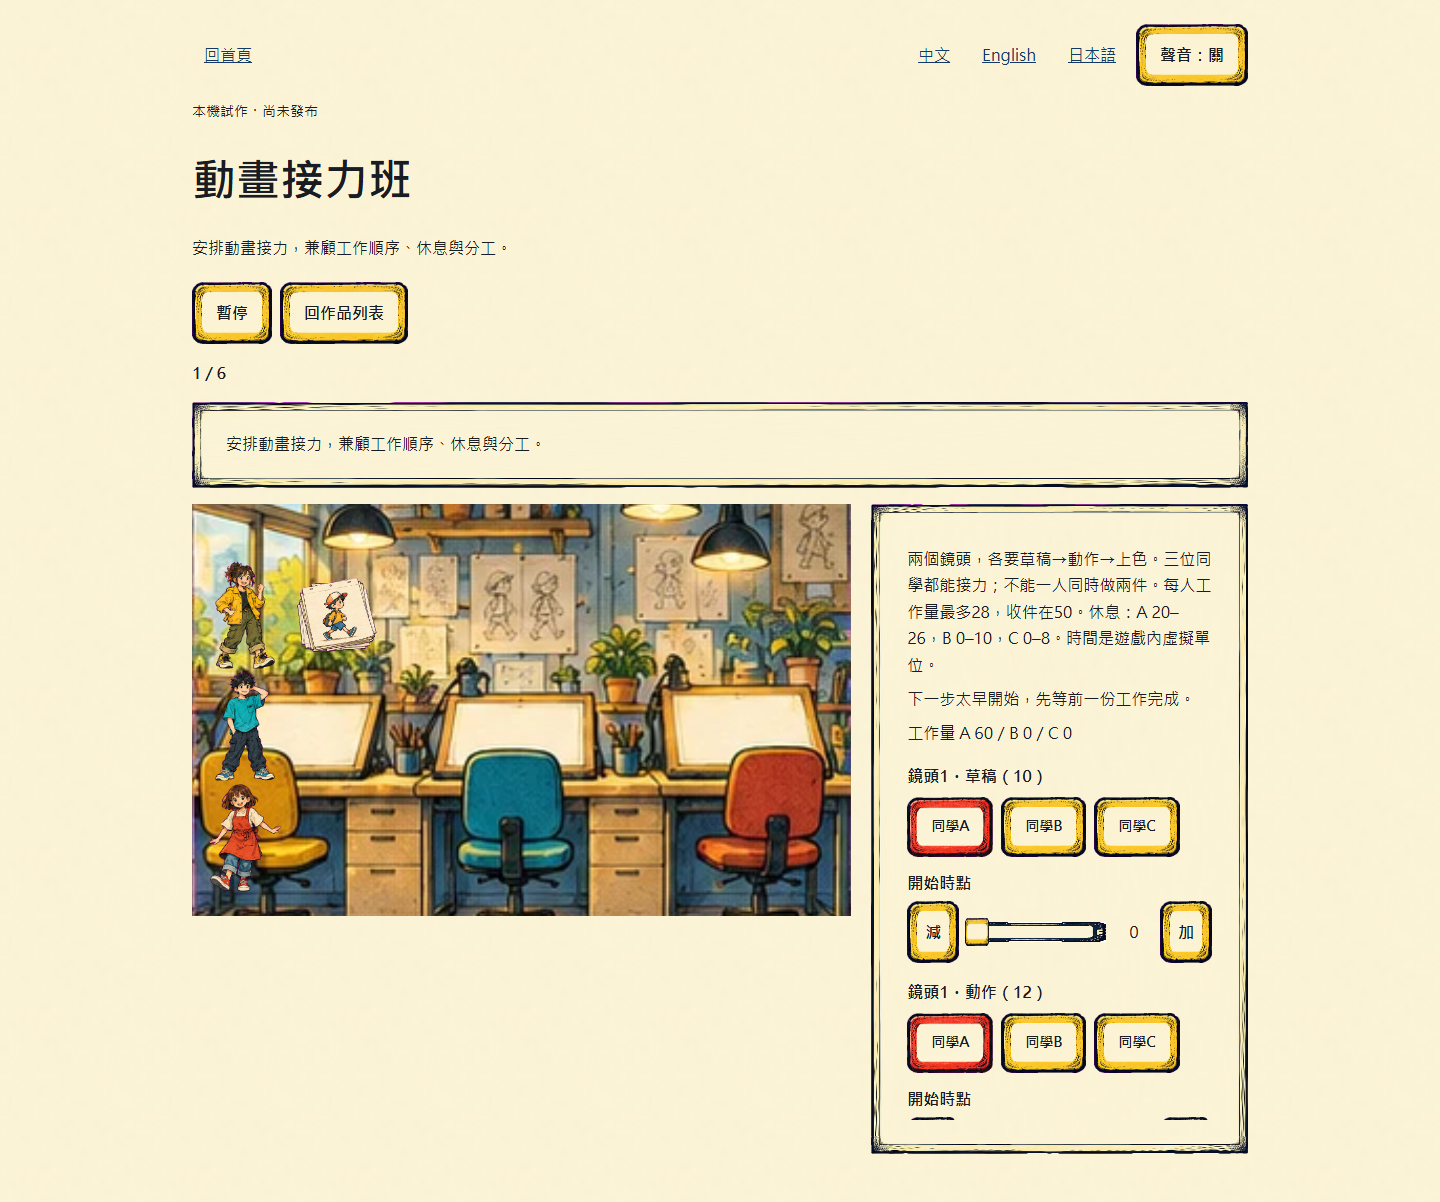 回首頁
中文 English 日本語 聲音：關
本機試作・尚未發布
動畫接力班
安排動畫接力，兼顧工作順序、休息與分工。
暫停 回作品列表
1 / 6
安排動畫接力，兼顧工作順序、休息與分工。
兩個鏡頭，各要草稿→動作→上色。三位同
學都能接力；不能一人同時做兩件。每人工
作量最多28，收件在50。休息：A 20–
26，B 0–10，C 0–8。時間是遊戲內虛擬單
位。
下一步太早開始，先等前一份工作完成。
工作量 A 60 / B 0 / C 0
鏡頭1・草稿（10）
同學A 同學B 同學C
開始時點
減 0 加
鏡頭1・動作（12）
同學A 同學B 同學C
開始時點